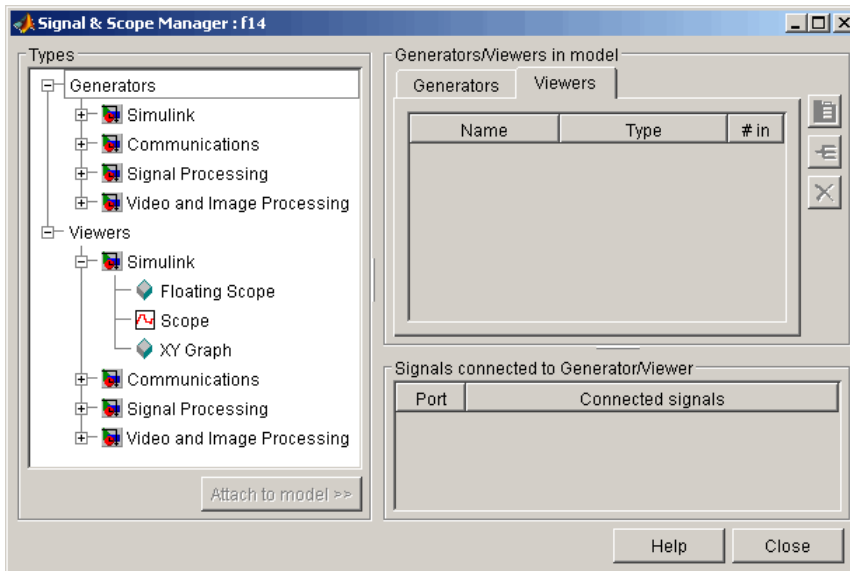 Signal & Scope Manager : f14
Types
Generators
Simulink
Communications
Signal Processing
Video and Image Processing
Viewers
Simulink
Floating Scope
Scope
XY Graph
Communications
Signal Processing
Video and Image Processing
Attach to model >>
Generators/Viewers in model
Generators Viewers
Name Type # in
Signals connected to Generator/Viewer
Port Connected signals
Help Close